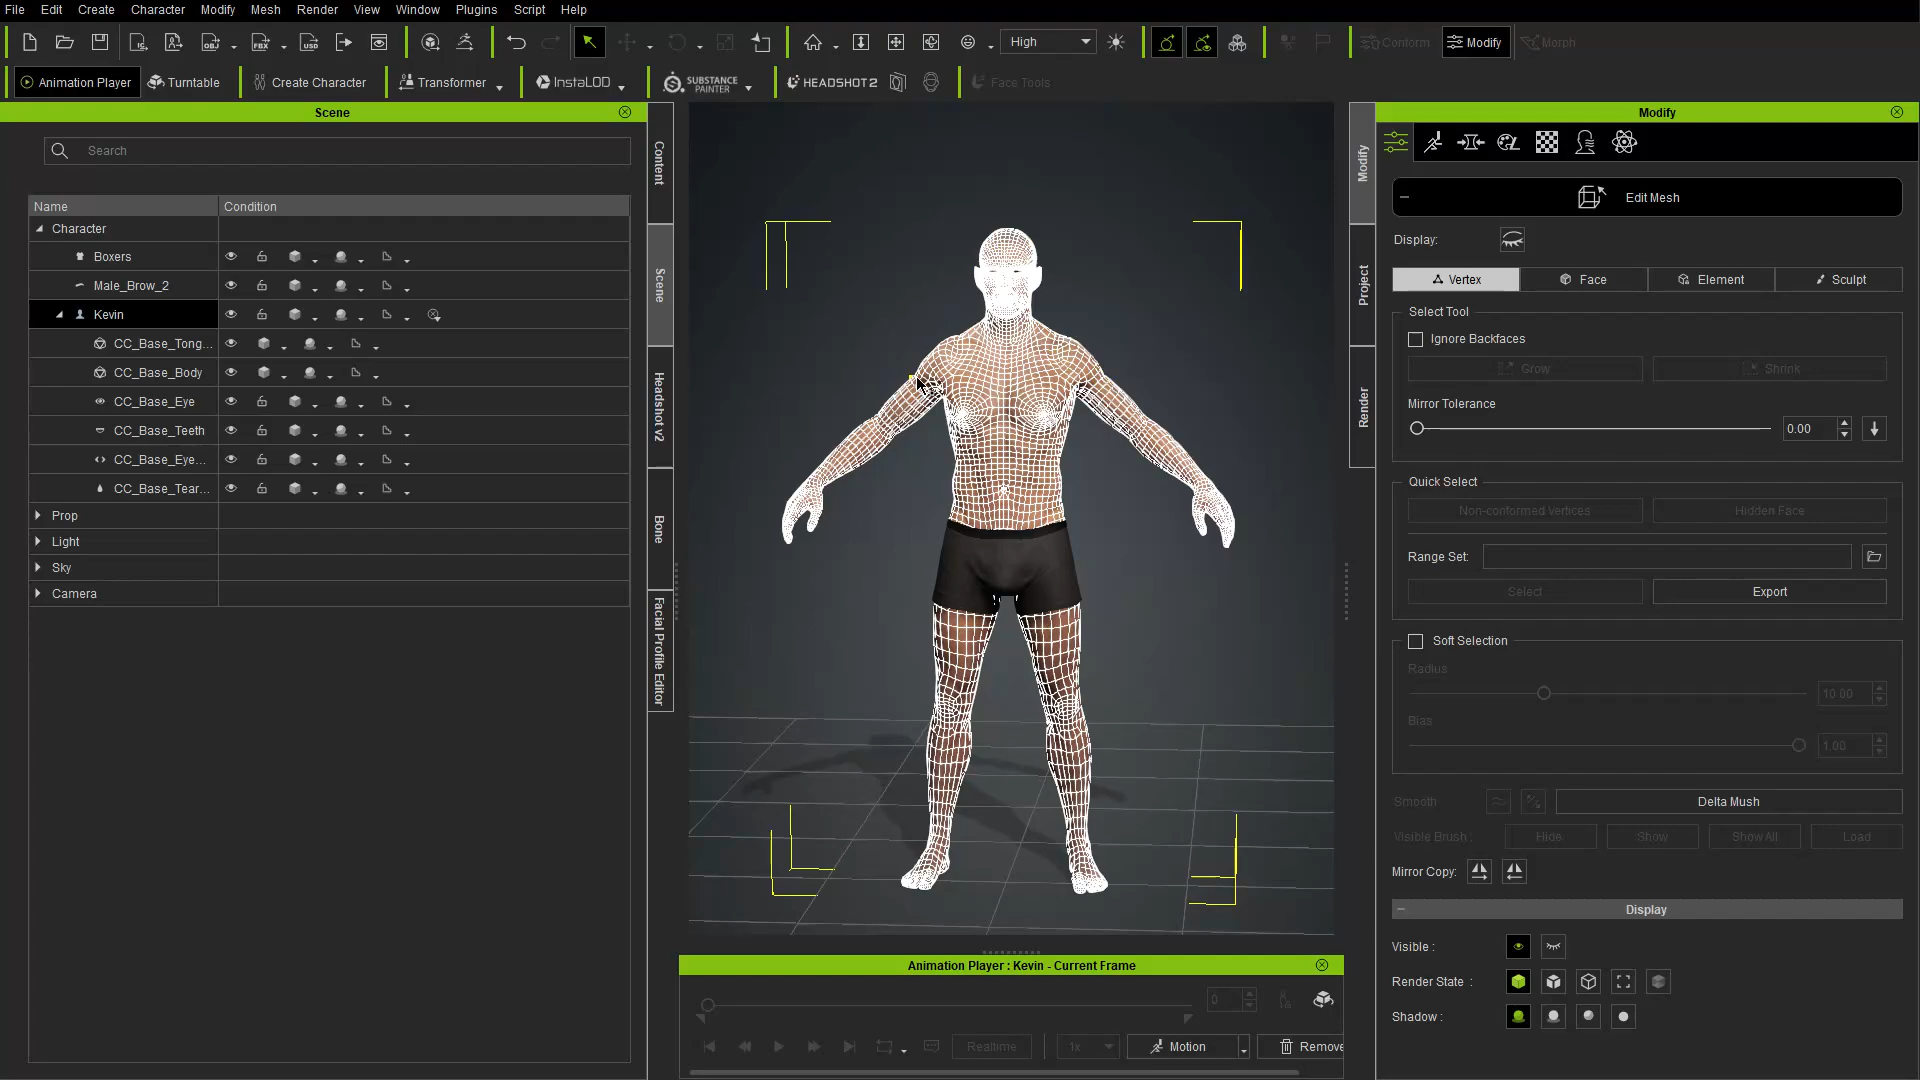 File Edit Create Character Modify Mesh Render View Window Plugins Script Help
High Conform Modify Morph
Animation Player Turntable Create Character Transformer InstaLOD SUBSTANCE PAINTER HEADSHOT 2 Face Tools
Scene
Search
Name Condition
Character
Boxers
Male_Brow_2
Kevin
CC_Base_Tong...
CC_Base_Body
CC_Base_Eye
CC_Base_Teeth
CC_Base_Eye...
CC_Base_Tear...
Prop
Light
Sky
Camera
Content
Scene
Headshot v2
Bone
Facial Profile Editor
Animation Player : Kevin - Current Frame
0
Realtime 1x Motion Remove
Modify
Project
Render
Modify
Edit Mesh
Display:
Vertex Face Element Sculpt
Select Tool
Ignore Backfaces
Grow Shrink
Mirror Tolerance
0.00
Quick Select
Non-conformed Vertices Hidden Face
Range Set:
Select Export
Soft Selection
Radius
10.00
Bias
1.00
Smooth Delta Mush
Visible Brush : Hide Show Show All Load
Mirror Copy:
Display
Visible :
Render State :
Shadow :